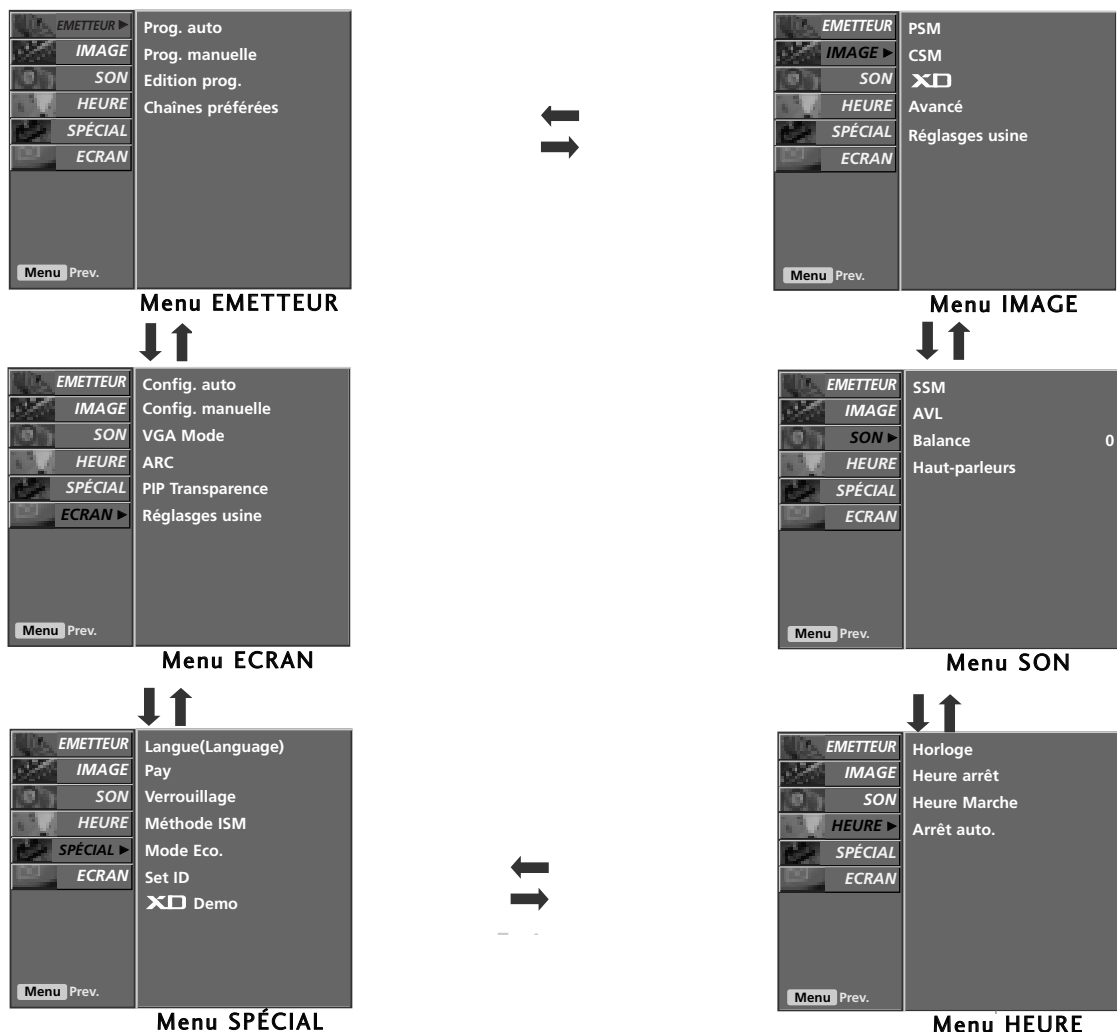 EMETTEUR
IMAGE
SON
HEURE
SPÉCIAL
ECRAN
Prog. auto
Prog. manuelle
Edition prog.
Chaînes préférées
Menu Prev.
Menu EMETTEUR
EMETTEUR
IMAGE
SON
HEURE
SPÉCIAL
ECRAN
PSM
CSM
XD
Avancé
Réglasges usine
Menu Prev.
Menu IMAGE
EMETTEUR
IMAGE
SON
HEURE
SPÉCIAL
ECRAN
Config. auto
Config. manuelle
VGA Mode
ARC
PIP Transparence
Réglasges usine
Menu Prev.
Menu ECRAN
EMETTEUR
IMAGE
SON
HEURE
SPÉCIAL
ECRAN
SSM
AVL
Balance 0
Haut-parleurs
Menu Prev.
Menu SON
EMETTEUR
IMAGE
SON
HEURE
SPÉCIAL
ECRAN
Langue(Language)
Pay
Verrouillage
Méthode ISM
Mode Eco.
Set ID
XD Demo
Menu Prev.
Menu SPÉCIAL
EMETTEUR
IMAGE
SON
HEURE
SPÉCIAL
ECRAN
Horloge
Heure arrêt
Heure Marche
Arrêt auto.
Menu Prev.
Menu HEURE